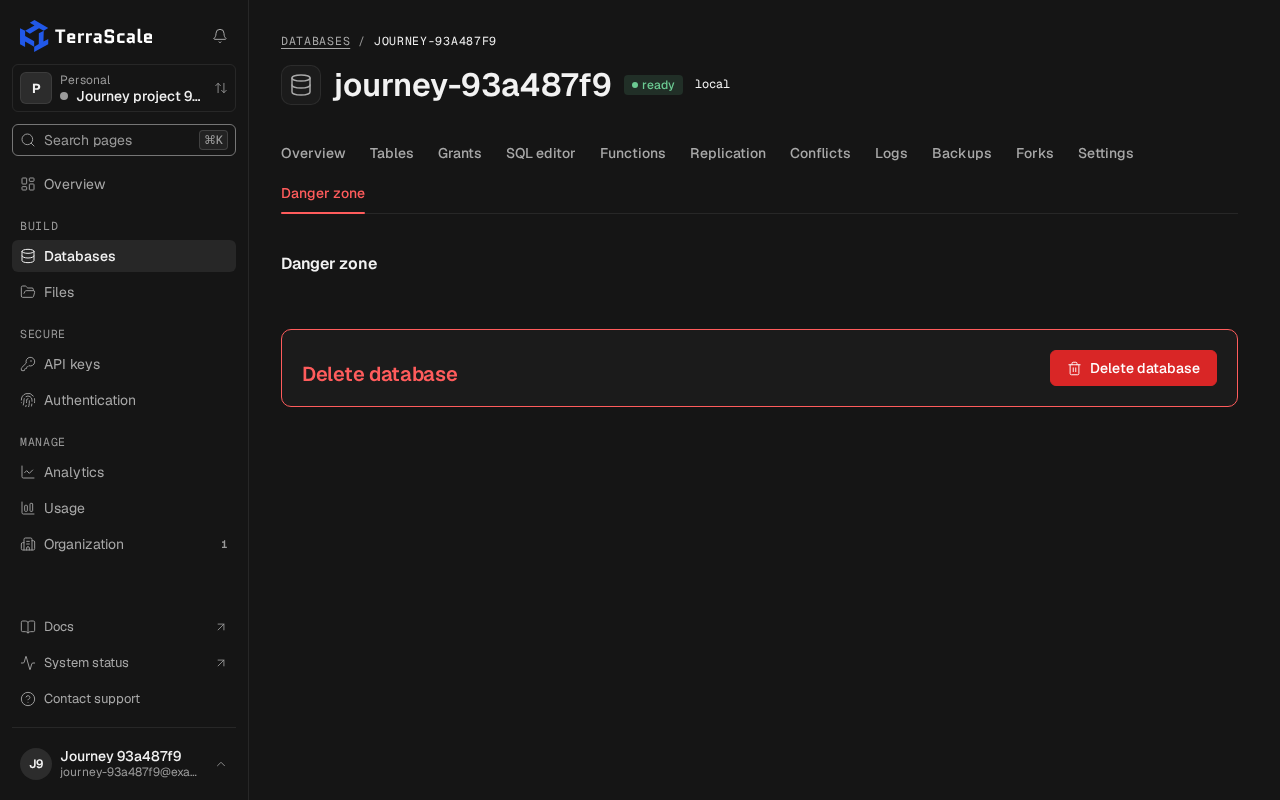 TerraScale
P
Personal
Journey project 9…
Search pages
⌘K
Overview
BUILD
Databases
Files
SECURE
API keys
Authentication
MANAGE
Analytics
Usage
Organization
1
Docs
System status
Contact support
J9
Journey 93a487f9
journey-93a487f9@exa…
DATABASES / JOURNEY-93A487F9
journey-93a487f9
ready
local
Overview Tables Grants SQL editor Functions Replication Conflicts Logs Backups Forks Settings
Danger zone
Danger zone
Delete database
Delete database